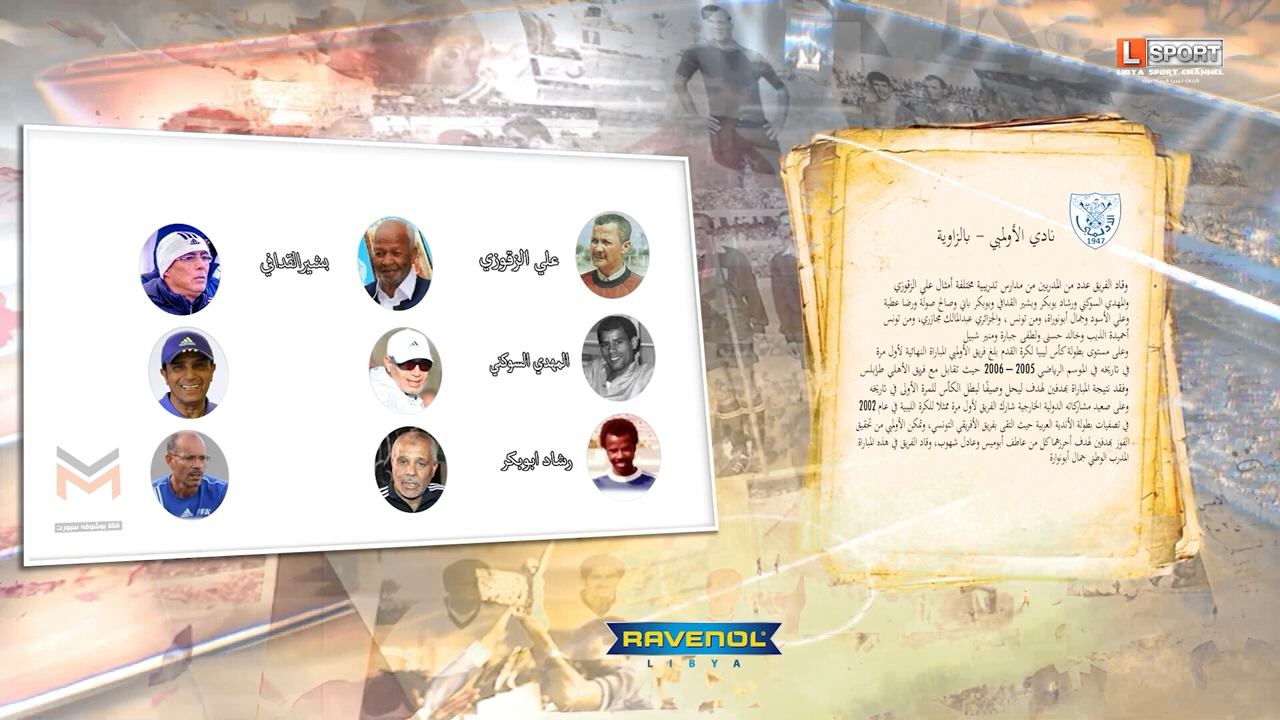 L SPORT
LIBYA SPORT CHANNEL
علي الزقوزي
بشير القذافي
المهدي السوكني
رشاد ابوبكر
قناة بوشوفه سبورت
1947
نادي الأولمبي - بالزاوية
وقاد الفريق عدد من المدربين من مدارس تدريبية مختلفة أمثال علي الزقوزي
والمهدي السوكني ورشاد بوبكر وبشير القذافي وبوبكر باني وصالح صولة ورضا عطية
وعلي الأسود وجمال أبونوارة، ومن تونس ، والجزائري عبدالمالك مجازري، ومن تونس
أحميدة الذيب وخالد حسني ولطفي جبارة ومنير شبيل
وعلى مستوى بطولة كأس ليبيا لكرة القدم بلغ فريق الأولمبي المباراة النهائية لأول مرة
في تاريخه في الموسم الرياضي 2005 – 2006 حيث تقابل مع فريق الأهلي طرابلس
وفقد نتيجة المباراة بهدفين لهدف ليحل وصيفًا لبطل الكأس للمرة الأولى في تاريخه
وعلى صعيد مشاركاته الدولية الخارجية شارك الفريق لأول مرة ممثلا للكرة الليبية في عام 2002
في تصفيات بطولة الأندية العربية حيث التقى بفريق الأفريقي التونسي، وتمكن الأولمبي من تحقيق
الفوز بهدفين لهدف أحرزهما كل من عاطف أبوميس وعادل شهوب، وقاد الفريق في هذه المباراة
المدرب الوطني جمال أبونوارة
RAVENOL®
LIBYA